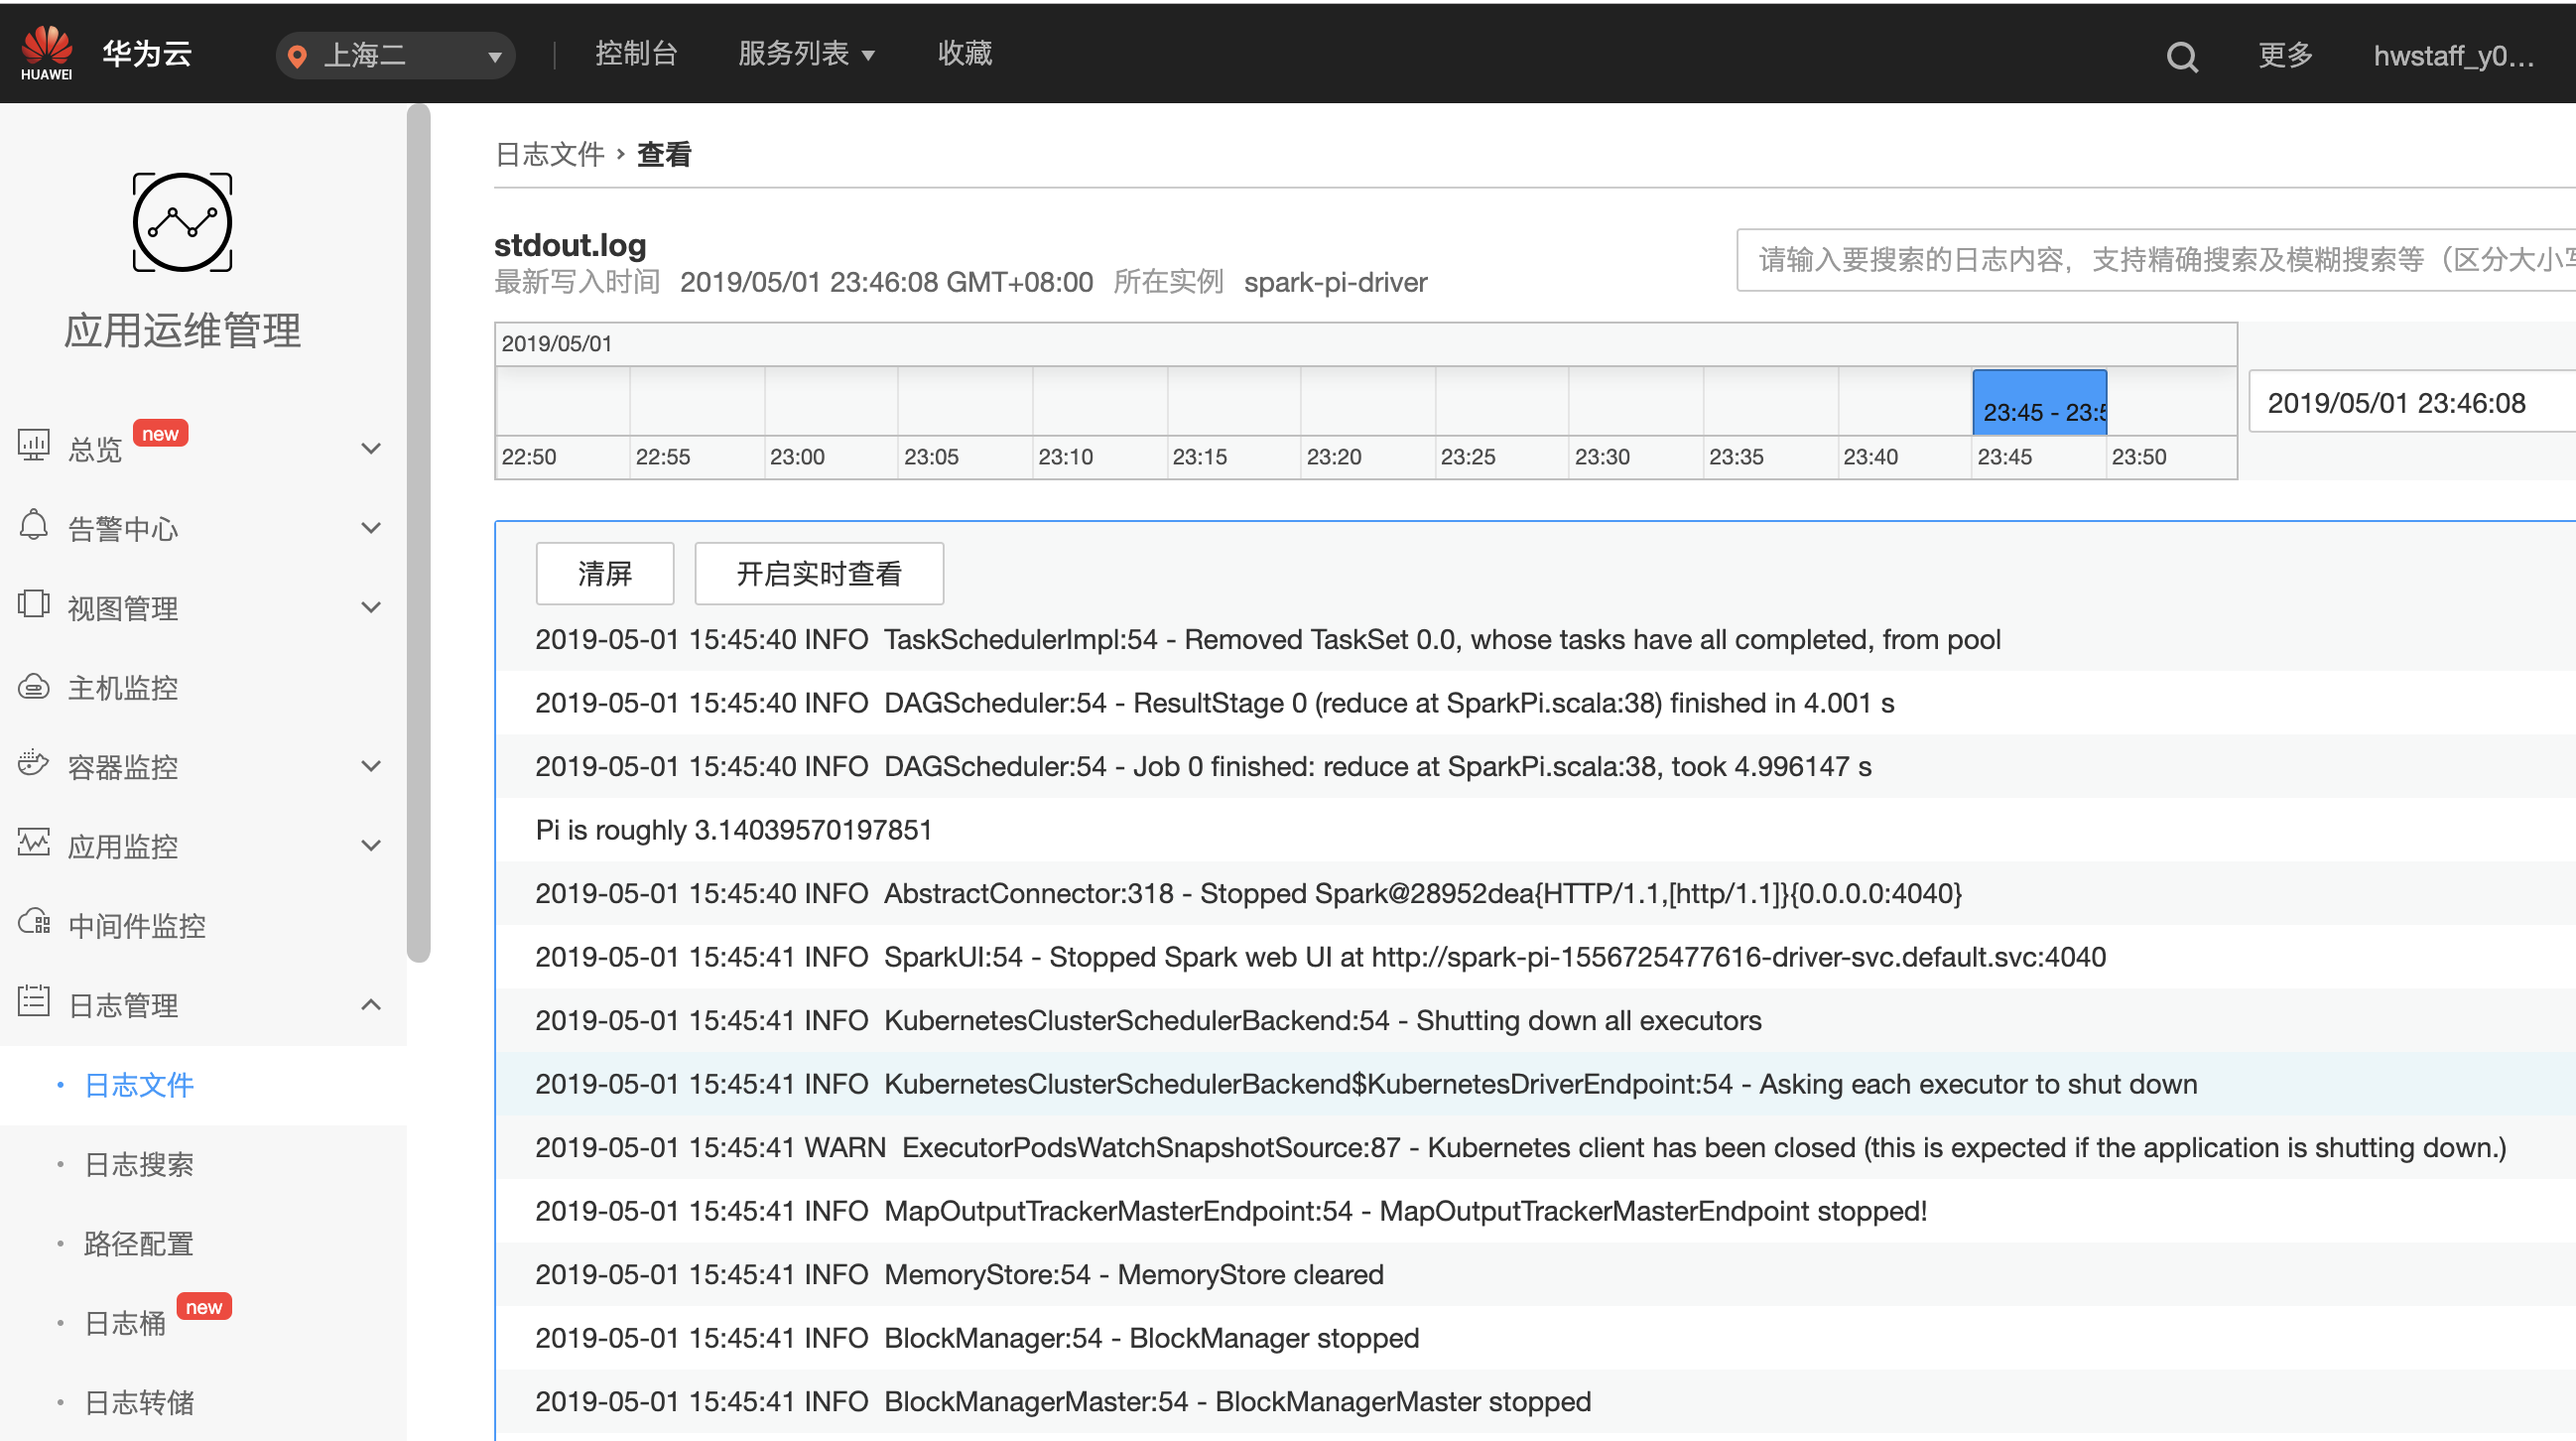 HUAWEI 华为云 上海二 控制台 服务列表 收藏 更多 hwstaff_y0...
应用运维管理
总览 new
告警中心
视图管理
主机监控
容器监控
应用监控
中间件监控
日志管理
日志文件
日志搜索
路径配置
日志桶 new
日志转储
日志文件 › 查看
stdout.log
最新写入时间 2019/05/01 23:46:08 GMT+08:00 所在实例 spark-pi-driver
请输入要搜索的日志内容，支持精确搜索及模糊搜索等（区分大小写
2019/05/01
23:45 - 23:5
22:50 22:55 23:00 23:05 23:10 23:15 23:20 23:25 23:30 23:35 23:40 23:45 23:50
2019/05/01 23:46:08
清屏 开启实时查看
2019-05-01 15:45:40 INFO TaskSchedulerImpl:54 - Removed TaskSet 0.0, whose tasks have all completed, from pool
2019-05-01 15:45:40 INFO DAGScheduler:54 - ResultStage 0 (reduce at SparkPi.scala:38) finished in 4.001 s
2019-05-01 15:45:40 INFO DAGScheduler:54 - Job 0 finished: reduce at SparkPi.scala:38, took 4.996147 s
Pi is roughly 3.14039570197851
2019-05-01 15:45:40 INFO AbstractConnector:318 - Stopped Spark@28952dea{HTTP/1.1,[http/1.1]}{0.0.0.0:4040}
2019-05-01 15:45:41 INFO SparkUI:54 - Stopped Spark web UI at http://spark-pi-1556725477616-driver-svc.default.svc:4040
2019-05-01 15:45:41 INFO KubernetesClusterSchedulerBackend:54 - Shutting down all executors
2019-05-01 15:45:41 INFO KubernetesClusterSchedulerBackend$KubernetesDriverEndpoint:54 - Asking each executor to shut down
2019-05-01 15:45:41 WARN ExecutorPodsWatchSnapshotSource:87 - Kubernetes client has been closed (this is expected if the application is shutting down.)
2019-05-01 15:45:41 INFO MapOutputTrackerMasterEndpoint:54 - MapOutputTrackerMasterEndpoint stopped!
2019-05-01 15:45:41 INFO MemoryStore:54 - MemoryStore cleared
2019-05-01 15:45:41 INFO BlockManager:54 - BlockManager stopped
2019-05-01 15:45:41 INFO BlockManagerMaster:54 - BlockManagerMaster stopped